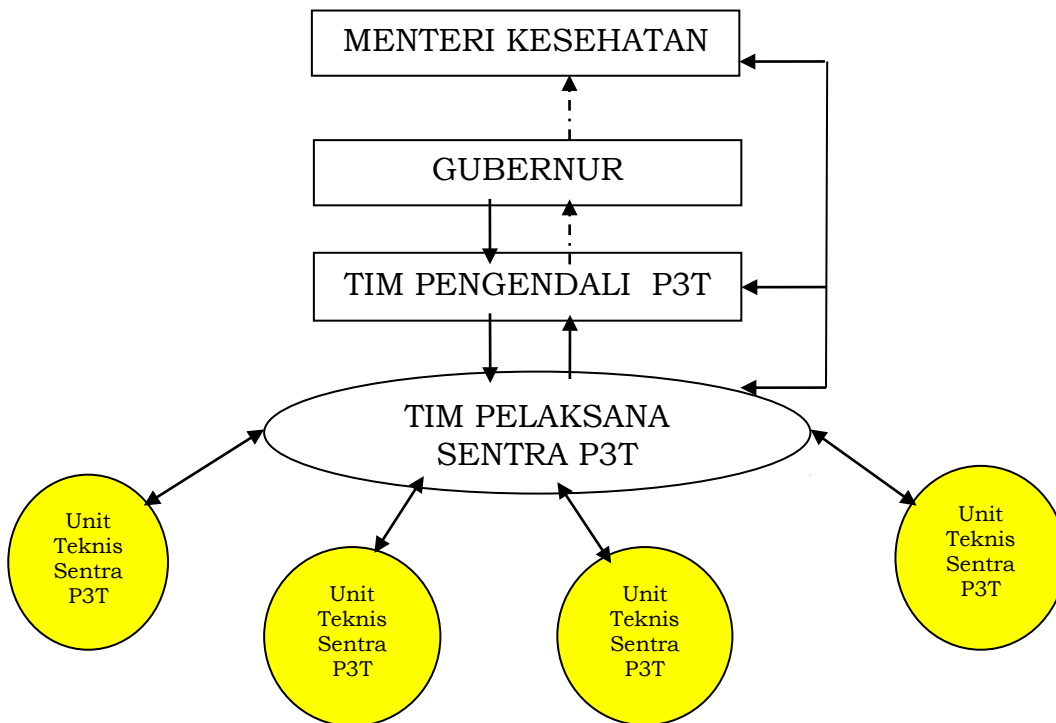 MENTERI KESEHATAN
GUBERNUR
TIM PENGENDALI P3T
TIM PELAKSANA
SENTRA P3T
Unit
Teknis
Sentra
P3T
Unit
Teknis
Sentra
P3T
Unit
Teknis
Sentra
P3T
Unit
Teknis
Sentra
P3T